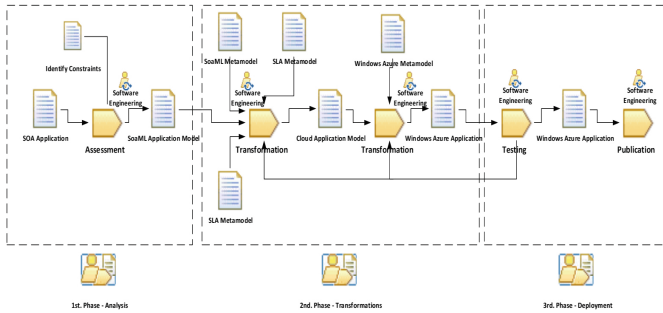 SoaML Metamodel
SLA Metamodel
Identify Constraints
Windows Azure Metamodel
Software
Engineering
Software
Engineering
Software
Engineering
Software
Engineering
Software
Engineering
SOA Application
Assessment
SoaML Application Model
Transformation
Cloud Application Model
Transformation
Windows Azure Application
Testing
Windows Azure Application
Publication
SLA Metamodel
1st. Phase - Analysis
2nd. Phase - Transformations
3rd. Phase - Deployment